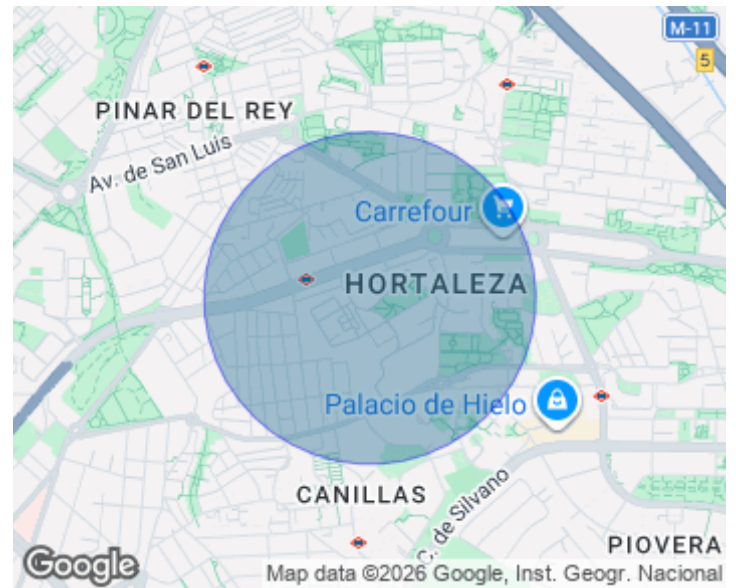 M-11
5
PINAR DEL REY
Av. de San Luis
Carrefour
HORTALEZA
Palacio de Hielo
CANILLAS
C. de Silvano
PIOVERA
Google
Map data ©2026 Google, Inst. Geogr. Nacional